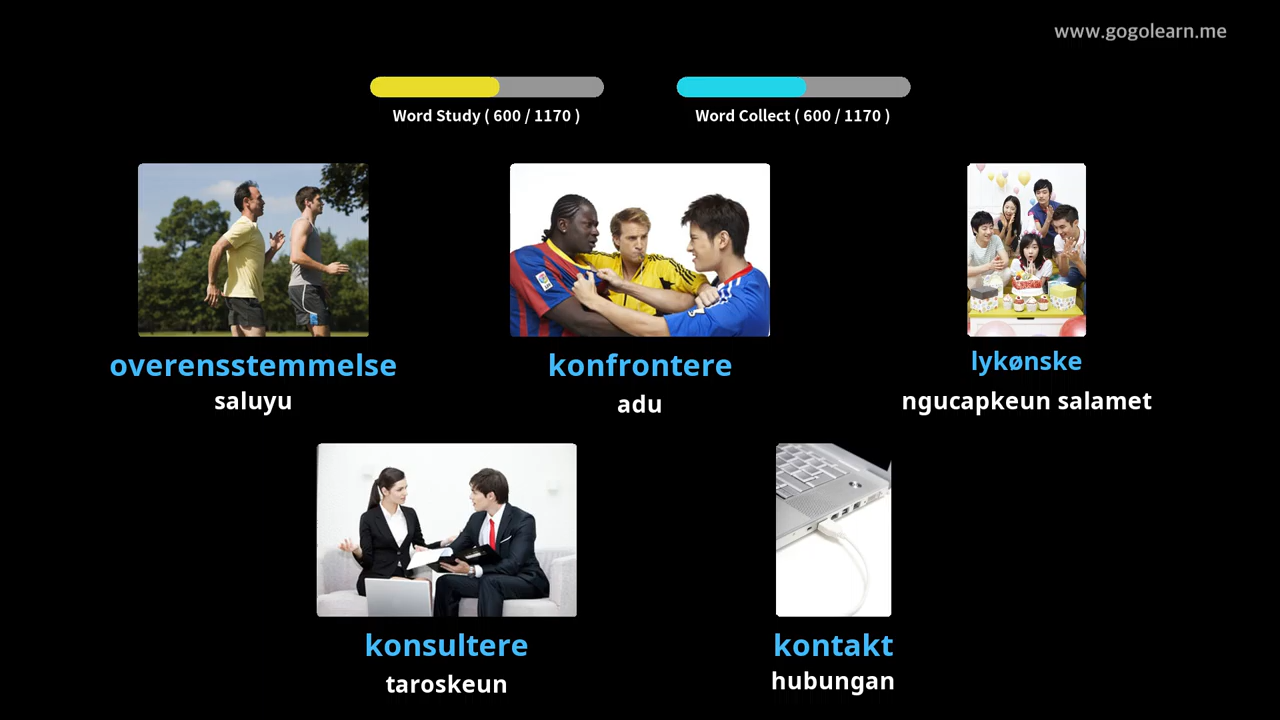 www.gogolearn.me
Word Study ( 600 / 1170 )
Word Collect ( 600 / 1170 )
overensstemmelse
saluyu
konfrontere
adu
lykønske
ngucapkeun salamet
konsultere
taroskeun
kontakt
hubungan